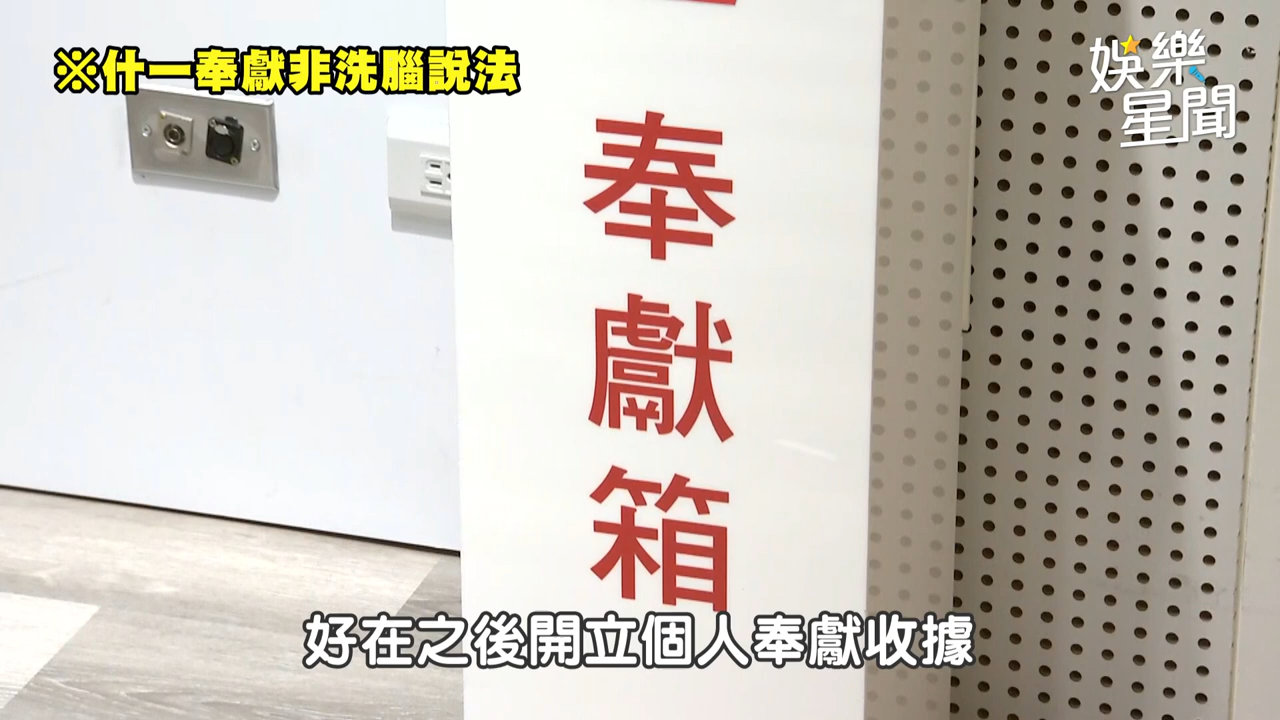 ※什一奉獻非洗腦說法
娛樂
星聞
奉獻箱
好在之後開立個人奉獻收據